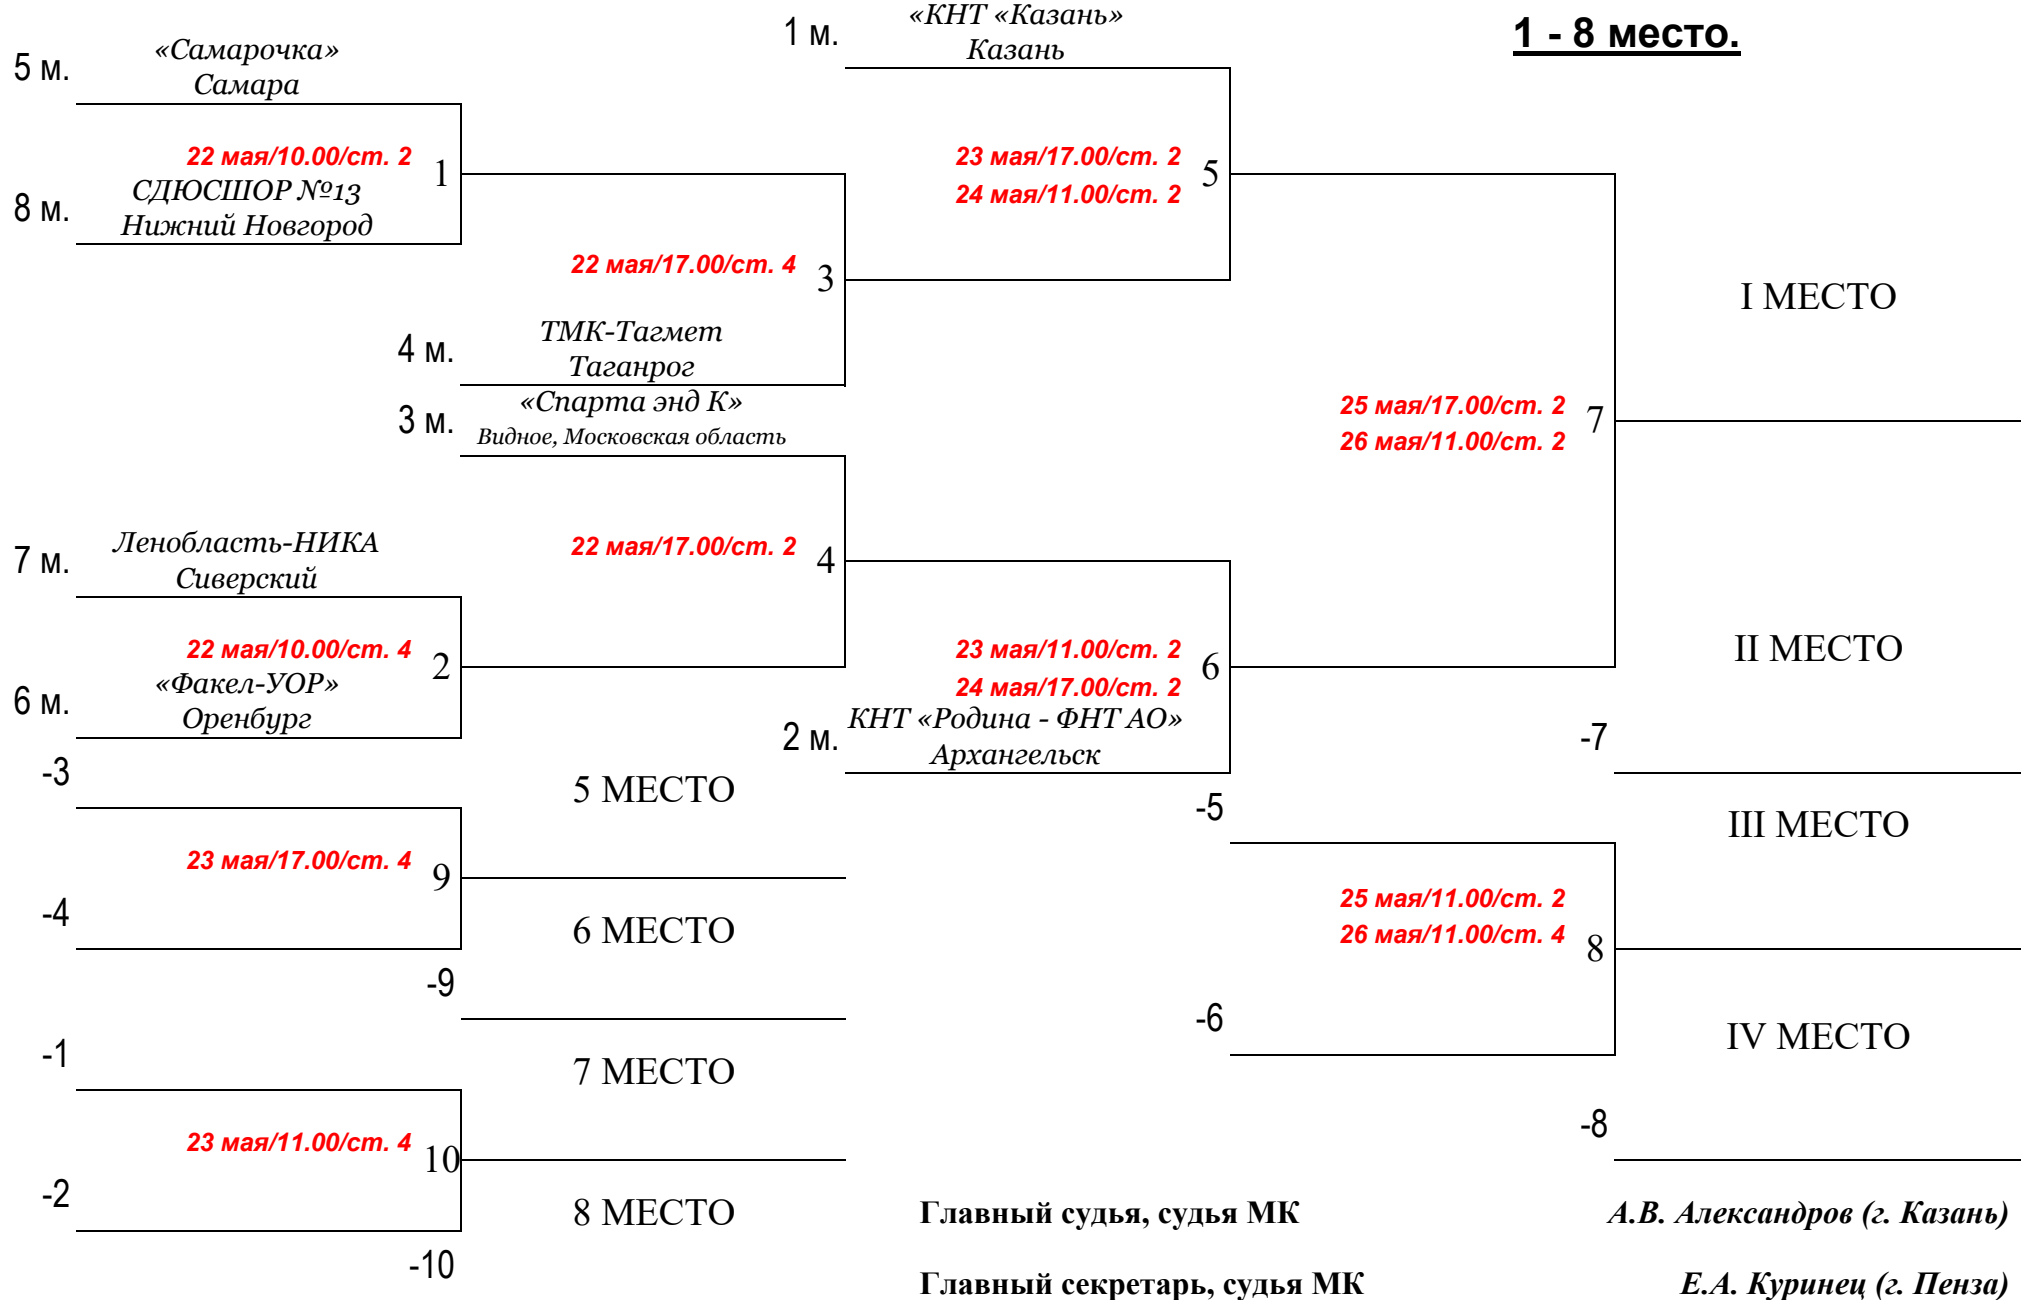 «КНТ «Казань»
1 - 8 место.
1 м.
Казань
«Самарочка»
5 м.
Самара
22 мая/10.00/ст. 2
1
23 мая/17.00/ст. 2
5
СДЮСШОР №13
24 мая/11.00/ст. 2
8 м.
Нижний Новгород
22 мая/17.00/ст. 4
3
I МЕСТО
ТМК-Тагмет
4 м.
Таганрог
«Спарта энд К»
3 м.
Видное, Московская область
25 мая/17.00/ст. 2
7
26 мая/11.00/ст. 2
Ленобласть-НИКА
7 м.
Сиверский
22 мая/17.00/ст. 2
4
22 мая/10.00/ст. 4
2
23 мая/11.00/ст. 2
6
II МЕСТО
«Факел-УОР»
24 мая/17.00/ст. 2
6 м.
Оренбург
КНТ «Родина - ФНТ АО»
2 м.
Архангельск
-7
-3
5 МЕСТО
-5
III МЕСТО
23 мая/17.00/ст. 4
9
25 мая/11.00/ст. 2
-4
6 МЕСТО
26 мая/11.00/ст. 4
8
-9
-6
IV МЕСТО
-1
7 МЕСТО
-8
23 мая/11.00/ст. 4
10
-2
8 МЕСТО
Главный судья, судья МК
А.В. Александров (г. Казань)
-10
Главный секретарь, судья МК
Е.А. Куринец (г. Пенза)